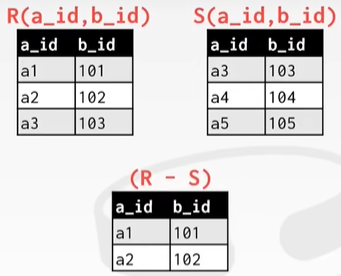 R(a_id,b_id)
a_id b_id
a1 101
a2 102
a3 103
S(a_id,b_id)
a_id b_id
a3 103
a4 104
a5 105
(R - S)
a_id b_id
a1 101
a2 102